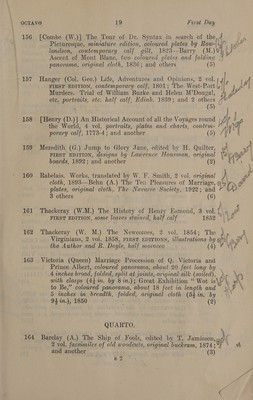 OCTAVO 19 First Day
156 [Combe (W.)] The Tour of Dr. Syntax in search of the
Picturesque, miniature edition, coloured plates by Row-
landson, contemporary calf gilt, 1823—Barry (M.)
Ascent of Mont Blanc, two coloured plates and folding
panorama, original cloth, 1836; and others (5)
157 Hanger (Col. Geo.) Life, Adventures and Opinions, 2 vol.
FIRST EDITION, contemporary calf, 1801; The West-Port
Murders. Trial of William Burke and Helen M'Dougal,
etc. portraits, etc. half calf, Edinb. 1829; and 2 others
(5)
158 [Henry (D.)] An Historical Account of all the Voyages round
the World, 4 vol. portraits, plates and charts, contem-
porary calf, 1773-4; and another (5)
159 Meredith (G.) Jump to Glory Jane, edited by H. Quilter,
FIRST EDITION, designs by Laurence Housman, original
boards, 1892; and another (2)
160 Rabelais. Works, translated by W. F. Smith, 2 vol. original
cloth, 1893—Behn (A.) The Ten Pleasures of Marriage,
plates, original cloth, The Navarre Society, 1922; and
3 others (6)
161 Thackeray (W.M.) The History of Henry Esmond, 3 vol.
FIRST EDITION, some leaves stained, half calf 1852
162 Thackeray (W. M.) The Newcomes, 2 vol. 1854; The
Virginians, 2 vol. 1858, FIRST EDITIONS, illustrations by
the Author and R. Doyle, half morocco (4)
163 Victoria (Queen) Marriage Procession of Q. Victoria and
Prince Albert, coloured panorama, about 20 feet long by
4 inches broad, folded, split at joints, original silk (soiled),
with clasps (4¾ in. by 8 in.); Great Exhibition "Wot is
to Be," coloured panorama, about 18 feet in length and
5 inches in breadth, folded, original cloth (5½ in. by
9½ in.), 1850 (2)
QUARTO.
164 Barclay (A.) The Ship of Fools, edited by T. Jamieson,
2 vol. facsimiles of old woodcuts, original buckram, 1874;
and another (3)